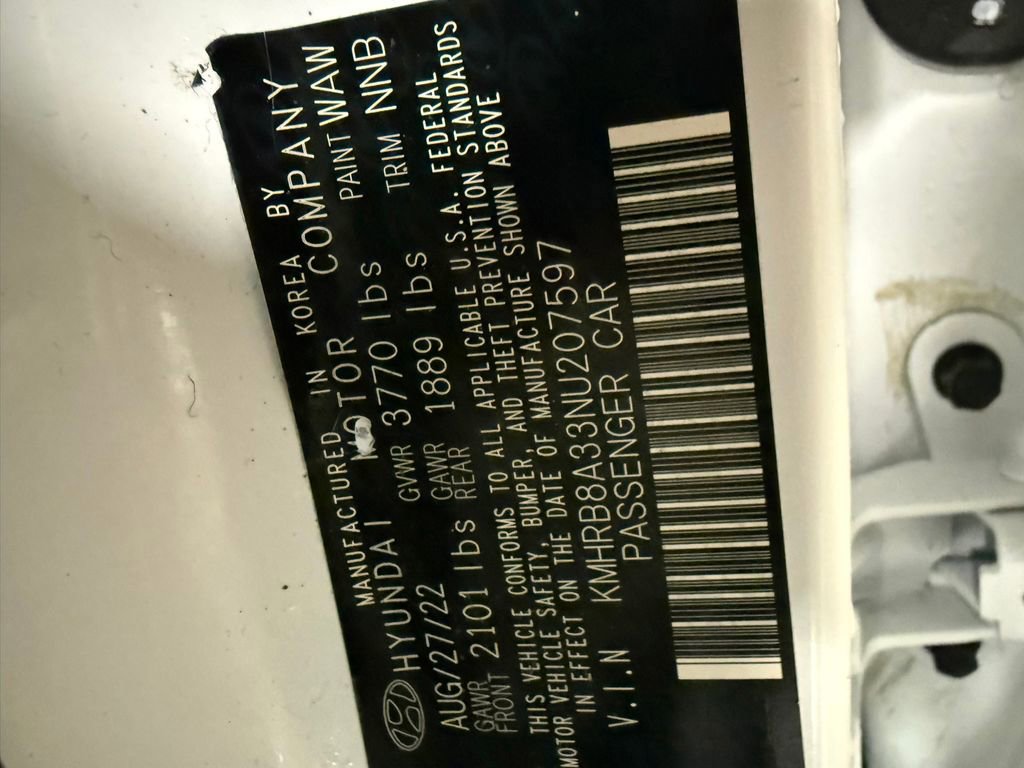 MANUFACTURED IN KOREA BY
HYUNDAI MOTOR COMPANY
AUG/27/22 GVWR 3770 lbs PAINT WAW
GAWR FRONT 2101 lbs GAWR REAR 1889 lbs TRIM NNB
THIS VEHICLE CONFORMS TO ALL APPLICABLE U.S.A. FEDERAL
MOTOR VEHICLE SAFETY, BUMPER, AND THEFT PREVENTION STANDARDS
IN EFFECT ON THE DATE OF MANUFACTURE SHOWN ABOVE
V.I.N KMHRB8A33NU207597
PASSENGER CAR